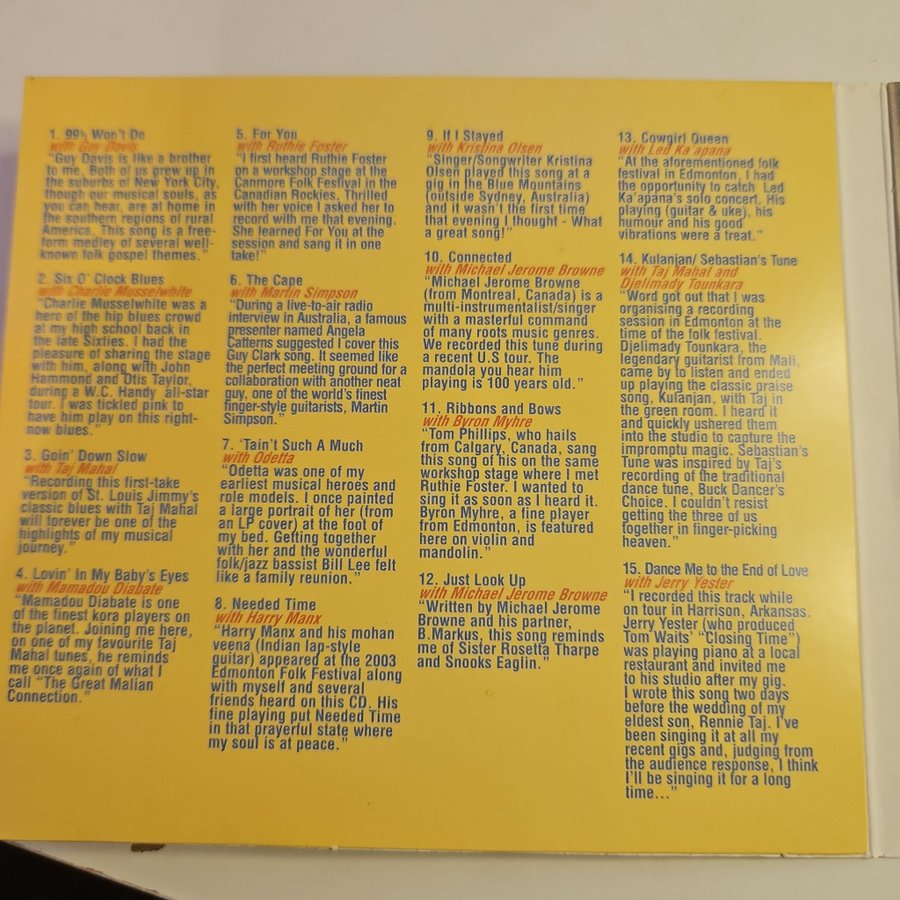 1. 99½ Won't Do
with Guy Davis
"Guy Davis is like a brother
to me. Both of us grew up in
the suburbs of New York City,
though our musical souls, as
you can hear, are at home in
the southern regions of rural
America. This song is a free-
form medley of several well-
known folk gospel themes."
2. Six O' Clock Blues
with Charlie Musselwhite
"Charlie Musselwhite was a
hero of the hip blues crowd
at my high school back in
the late Sixties. I had the
pleasure of sharing the stage
with him, along with John
Hammond and Otis Taylor,
during a W.C. Handy all-star
tour. I was tickled pink to
have him play on this right-
now blues."
3. Goin' Down Slow
with Taj Mahal
"Recording this first-take
version of St. Louis Jimmy's
classic blues with Taj Mahal
will forever be one of the
highlights of my musical
journey."
4. Lovin' In My Baby's Eyes
with Mamadou Diabate
"Mamadou Diabate is one
of the finest kora players on
the planet. Joining me here,
on one of my favourite Taj
Mahal tunes, he reminds
me once again of what I
call "The Great Malian
Connection."
5. For You
with Ruthie Foster
"I first heard Ruthie Foster
on a workshop stage at the
Canmore Folk Festival in the
Canadian Rockies. Thrilled
with her voice I asked her to
record with me that evening.
She learned For You at the
session and sang it in one
take!"
6. The Cape
with Martin Simpson
"During a live-to-air radio
interview in Australia, a famous
presenter named Angela
Catterns suggested I cover this
Guy Clark song. It seemed like
the perfect meeting ground for a
collaboration with another neat
guy, one of the world's finest
finger-style guitarists, Martin
Simpson."
7. 'Tain't Such A Much
with Odetta
"Odetta was one of my
earliest musical heroes and
role models. I once painted
a large portrait of her (from
an LP cover) at the foot of
my bed. Getting together
with her and the wonderful
folk/jazz bassist Bill Lee felt
like a family reunion."
8. Needed Time
with Harry Manx
"Harry Manx and his mohan
veena (Indian lap-style
guitar) appeared at the 2003
Edmonton Folk Festival along
with myself and several
friends heard on this CD. His
fine playing put Needed Time
in that prayerful state where
my soul is at peace."
9. If I Stayed
with Kristina Olsen
"Singer/Songwriter Kristina
Olsen played this song at a
gig in the Blue Mountains
(outside Sydney, Australia)
and it wasn't the first time
that evening I thought - What
a great song!"
10. Connected
with Michael Jerome Browne
"Michael Jerome Browne
(from Montreal, Canada) is a
multi-instrumentalist/singer
with a masterful command
of many roots music genres.
We recorded this tune during
a recent U.S tour. The
mandola you hear him
playing is 100 years old."
11. Ribbons and Bows
with Byron Myhre
"Tom Phillips, who hails
from Calgary, Canada, sang
this song of his on the same
workshop stage where I met
Ruthie Foster. I wanted to
sing it as soon as I heard it.
Byron Myhre, a fine player
from Edmonton, is featured
here on violin and
mandolin."
12. Just Look Up
with Michael Jerome Browne
"Written by Michael Jerome
Browne and his partner,
B.Markus, this song reminds
me of Sister Rosetta Tharpe
and Snooks Eaglin."
13. Cowgirl Queen
with Led Ka'apana
"At the aforementioned folk
festival in Edmonton, I had
the opportunity to catch Led
Ka'apana's solo concert. His
playing (guitar & uke), his
humour and his good
vibrations were a treat."
14. Kulanjan/ Sebastian's Tune
with Taj Mahal and
Djelimady Tounkara
"Word got out that I was
organising a recording
session in Edmonton at the
time of the folk festival.
Djelimady Tounkara, the
legendary guitarist from Mali,
came by to listen and ended
up playing the classic praise
song, Kulanjan, with Taj in
the green room. I heard it
and quickly ushered them
into the studio to capture the
impromptu magic. Sebastian's
Tune was inspired by Taj's
recording of the traditional
dance tune, Buck Dancer's
Choice. I couldn't resist
getting the three of us
together in finger-picking
heaven."
15. Dance Me to the End of Love
with Jerry Yester
"I recorded this track while
on tour in Harrison, Arkansas.
Jerry Yester (who produced
Tom Waits' "Closing Time")
was playing piano at a local
restaurant and invited me
to his studio after my gig.
I wrote this song two days
before the wedding of my
eldest son, Rennie Taj. I've
been singing it at all my
recent gigs and, judging from
the audience response, I think
I'll be singing it for a long
time..."